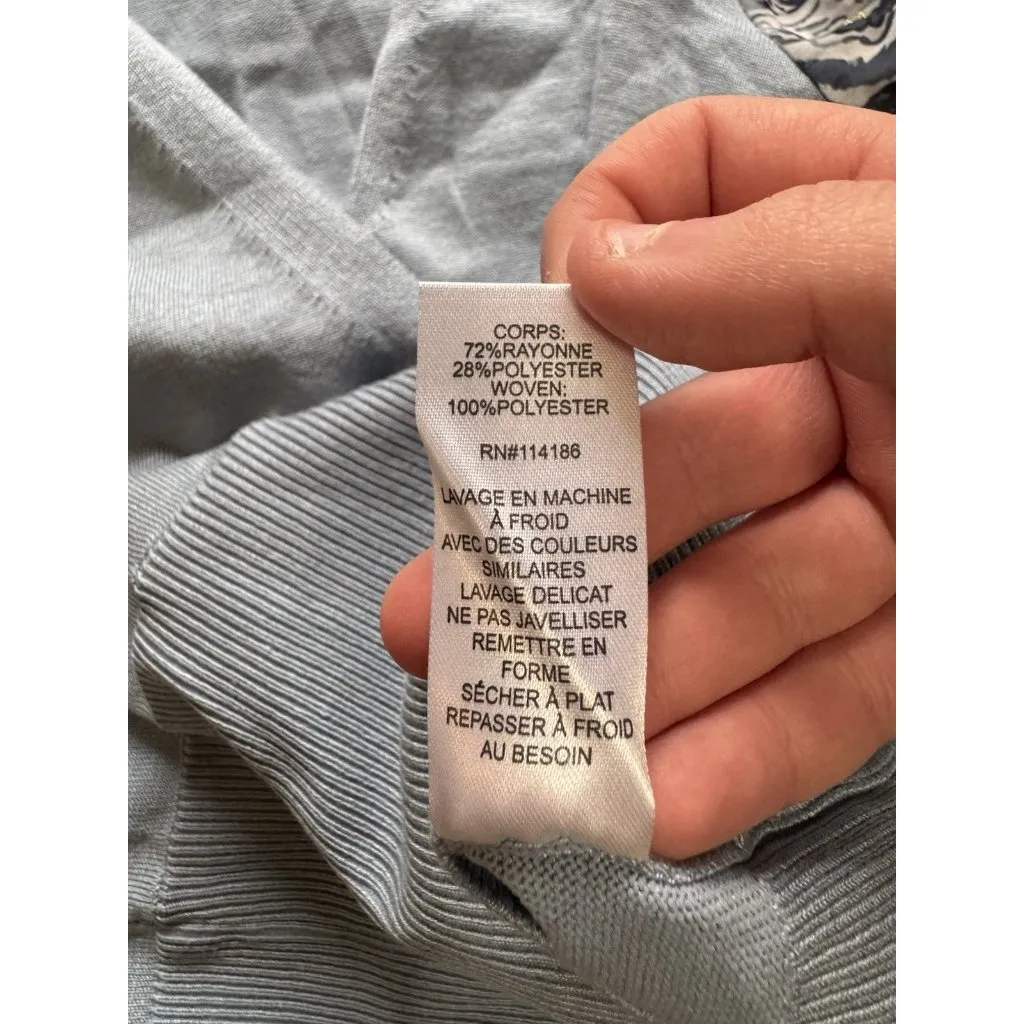 CORPS:
72%RAYONNE
28%POLYESTER
WOVEN:
100%POLYESTER
RN#114186
LAVAGE EN MACHINE
À FROID
AVEC DES COULEURS
SIMILAIRES
LAVAGE DELICAT
NE PAS JAVELLISER
REMETTRE EN
FORME
SÉCHER À PLAT
REPASSER À FROID
AU BESOIN